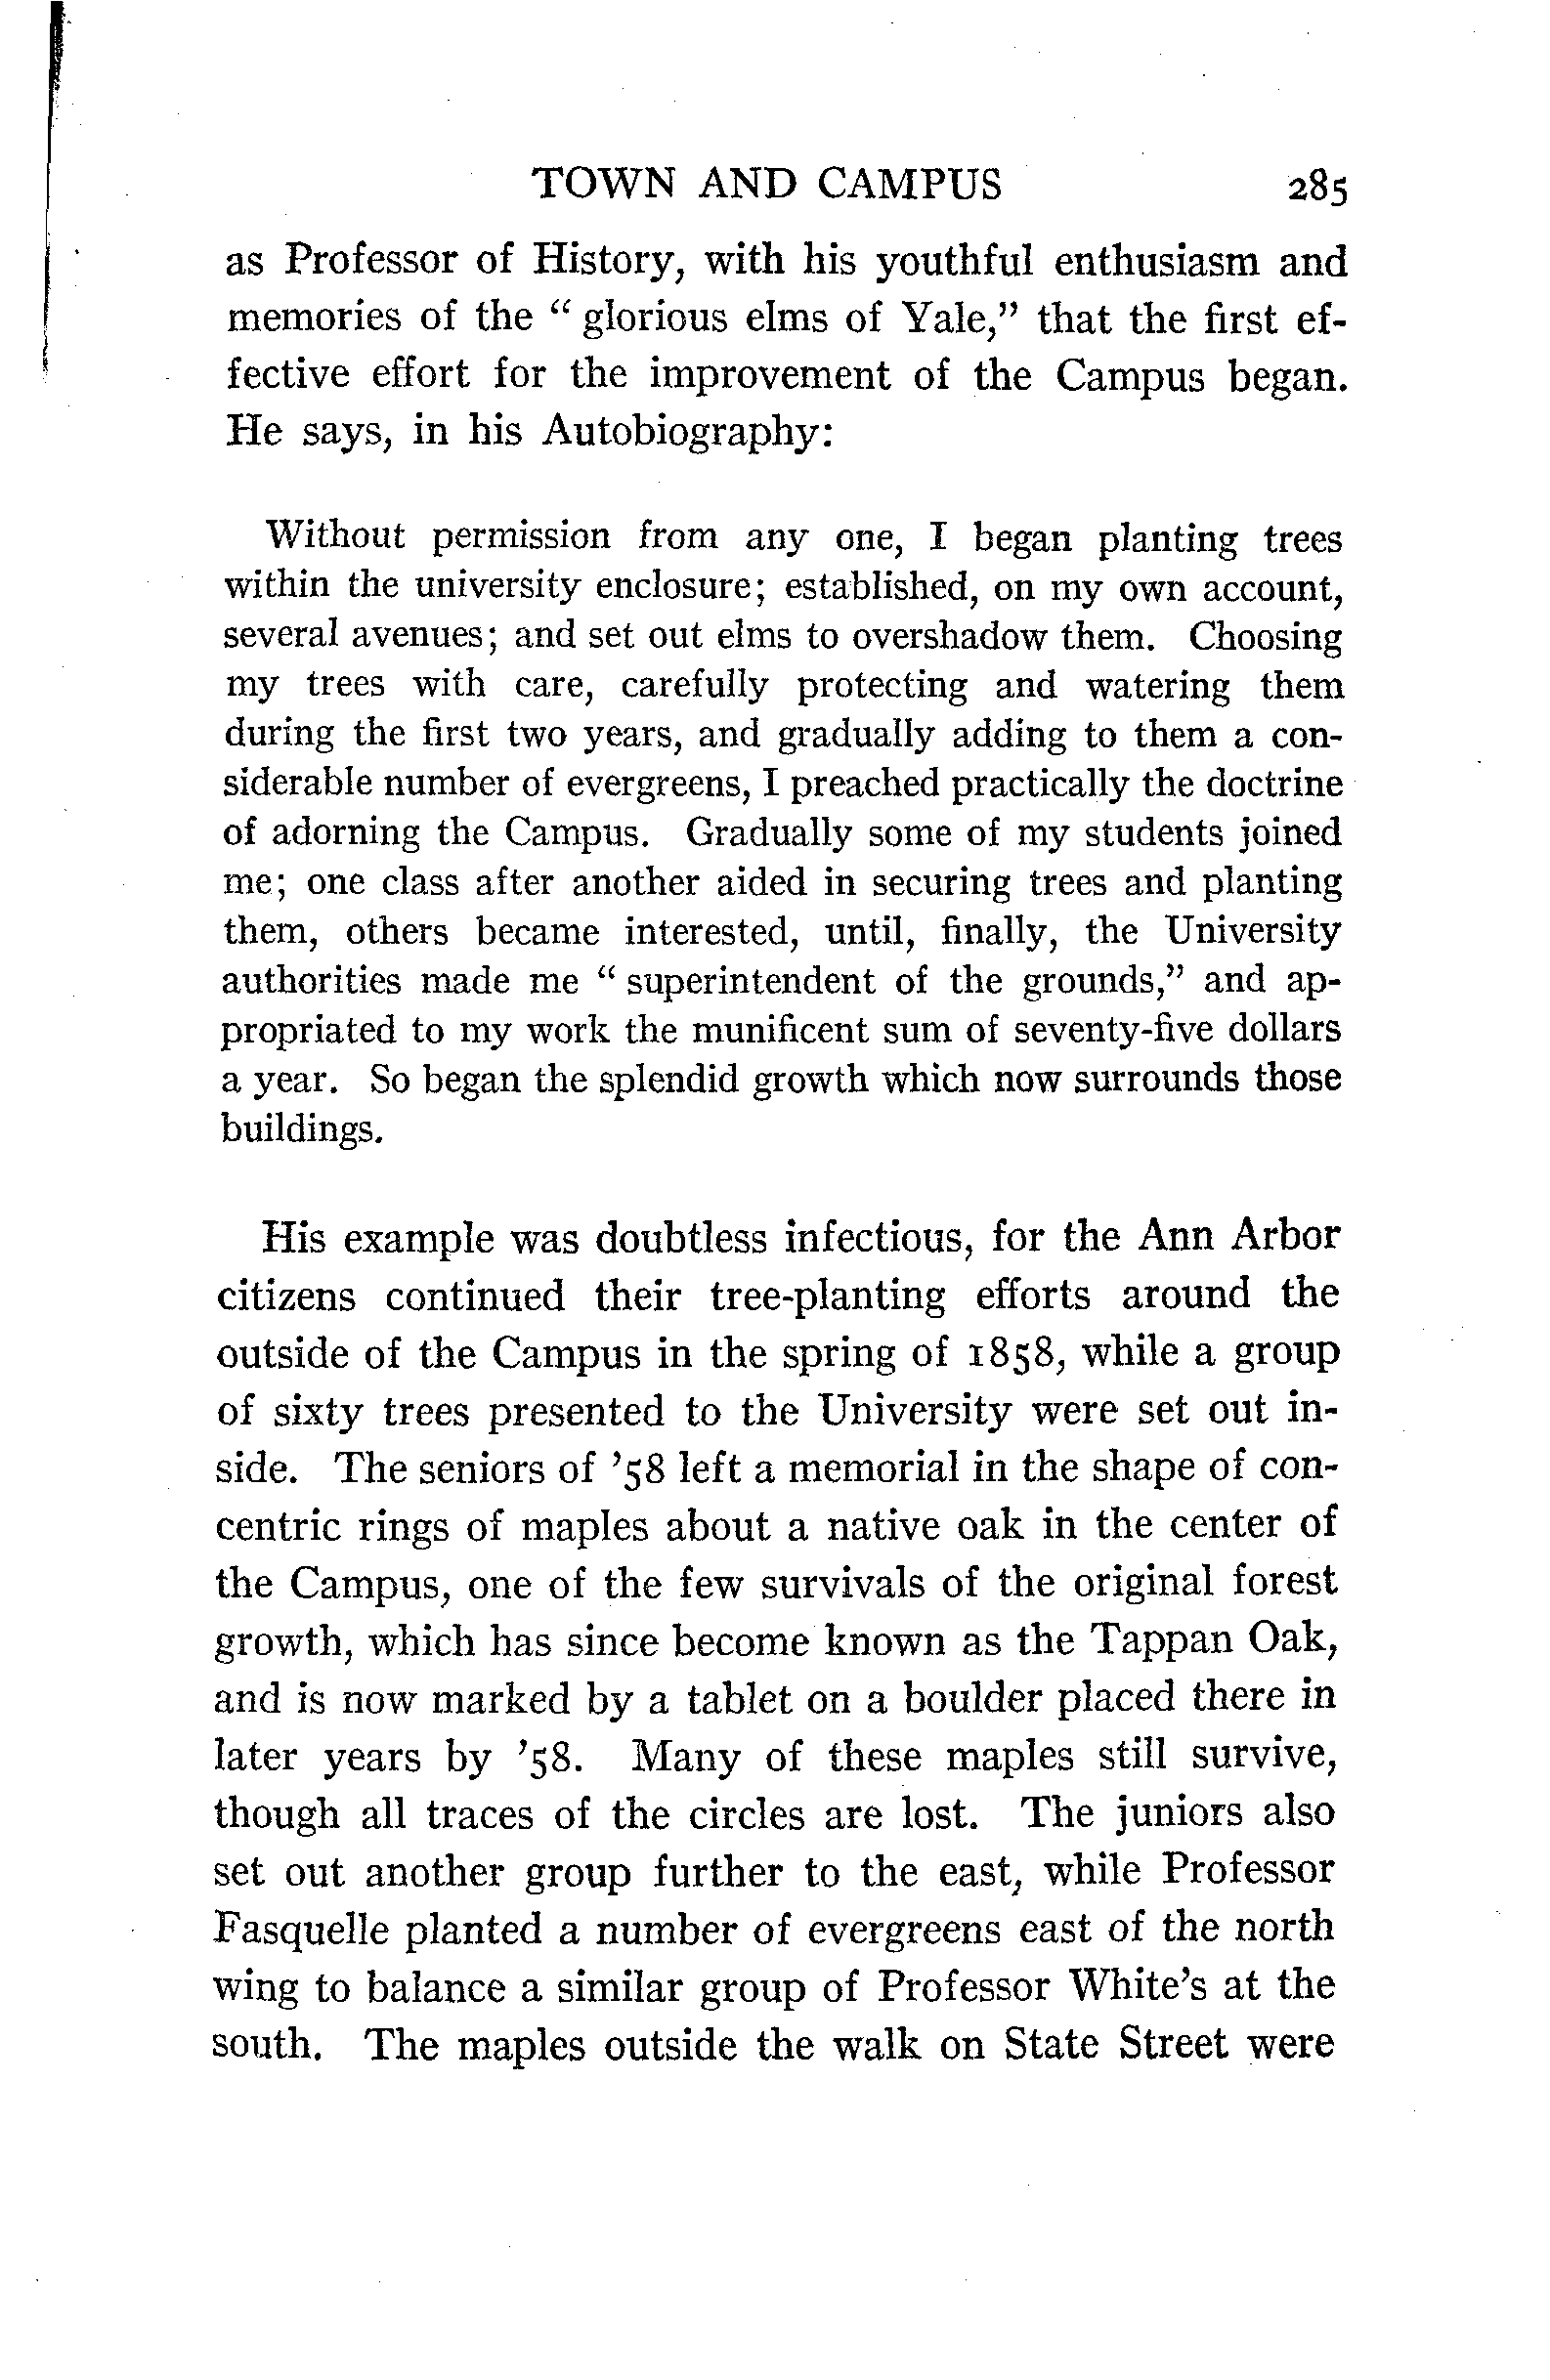 TOWN AND CAMPUS 285
as Professor of History, with his youthful enthusiasm and
memories of the “ glorious elms of Yale,” that the first ef-
fective effort for the improvement of the Campus began.
He says, in his Autobiography:
Without permission from any one, I began planting trees
within the university enclosure; established, on my own account,
several avenues; and set out elms to overshadow them. Choosing
my trees with care, carefully protecting and watering them
during the first two years, and gradually adding to them a con-
siderable number of evergreens, I preached practically the doctrine
of adorning the Campus. Gradually some of my students joined
me; one class after another aided in securing trees and planting
them, others became interested, until, finally, the University
authorities made me “ superintendent of the grounds,” and ap-
propriated to my work the munificent sum of seventy-five dollars
a year. So began the splendid growth which now surrounds those
buildings.
His example was doubtless infectious, for the Ann Arbor
citizens continued their tree-planting efforts around the
outside of the Campus in the spring of 1858, while a group
of sixty trees presented to the University were set out in-
side. The seniors of ’58 left a memorial in the shape of con-
centric rings of maples about a native oak in the center of
the Campus, one of the few survivals of the original forest
growth, which has since become known as the Tappan Oak,
and is now marked by a tablet on a boulder placed there in
later years by ’58. Many of these maples still survive,
though all traces of the circles are lost. The juniors also
set out another group further to the east, while Professor
Fasquelle planted a number of evergreens east of the north
wing to balance a similar group of Professor White’s at the
south. The maples outside the walk on State Street were